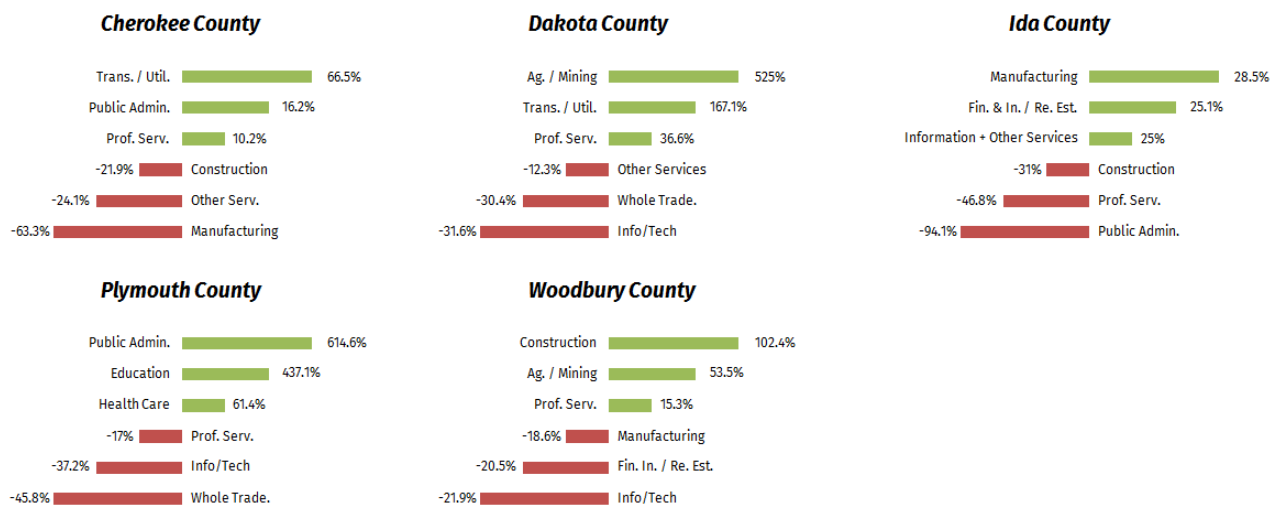 Cherokee County
Trans. / Util. 66.5%
Public Admin. 16.2%
Prof. Serv. 10.2%
-21.9% Construction
-24.1% Other Serv.
-63.3% Manufacturing
Dakota County
Ag. / Mining 525%
Trans. / Util. 167.1%
Prof. Serv. 36.6%
-12.3% Other Services
-30.4% Whole Trade.
-31.6% Info/Tech
Ida County
Manufacturing 28.5%
Fin. & In. / Re. Est. 25.1%
Information + Other Services 25%
-31% Construction
-46.8% Prof. Serv.
-94.1% Public Admin.
Plymouth County
Public Admin. 614.6%
Education 437.1%
Health Care 61.4%
-17% Prof. Serv.
-37.2% Info/Tech
-45.8% Whole Trade.
Woodbury County
Construction 102.4%
Ag. / Mining 53.5%
Prof. Serv. 15.3%
-18.6% Manufacturing
-20.5% Fin. In. / Re. Est.
-21.9% Info/Tech